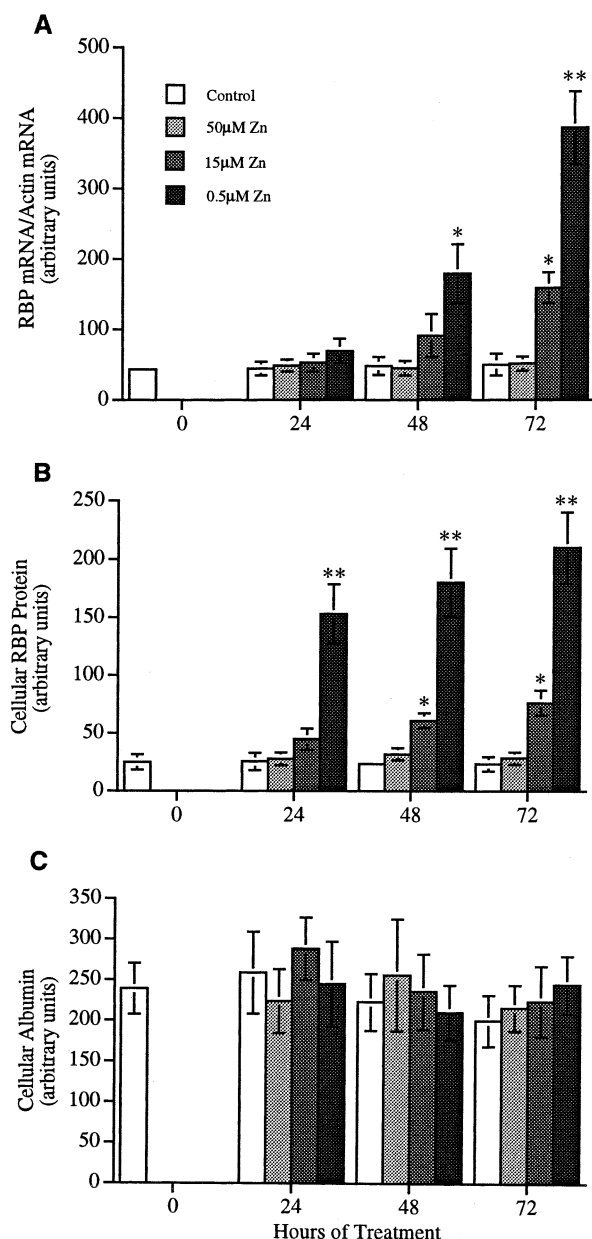 A
RBP mRNA/Actin mRNA
(arbitrary units)
500
400
300
200
100
0
Control
50µM Zn
15µM Zn
0.5µM Zn
*
*
**
0
24
48
72
B
Cellular RBP Protein
(arbitrary units)
250
200
150
100
50
0
**
*
**
*
**
0
24
48
72
C
Cellular Albumin
(arbitrary units)
350
300
250
200
150
100
50
0
0
24
48
72
Hours of Treatment